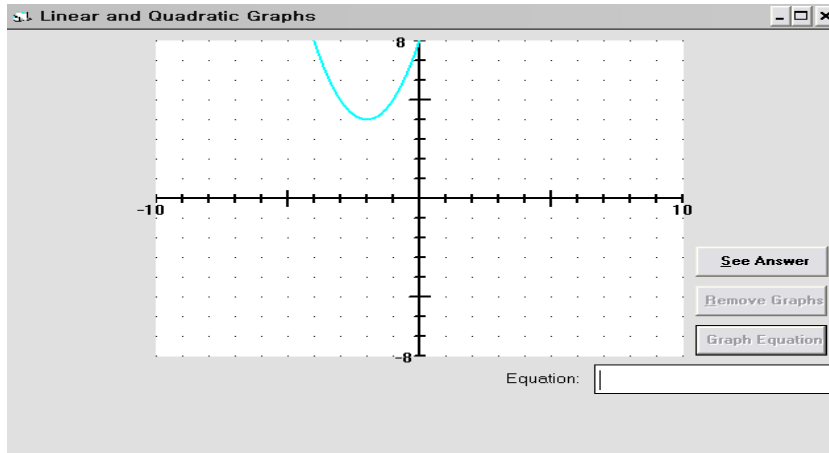 Linear and Quadratic Graphs
8
-10
10
See Answer
Remove Graphs
Graph Equation
-8
Equation: